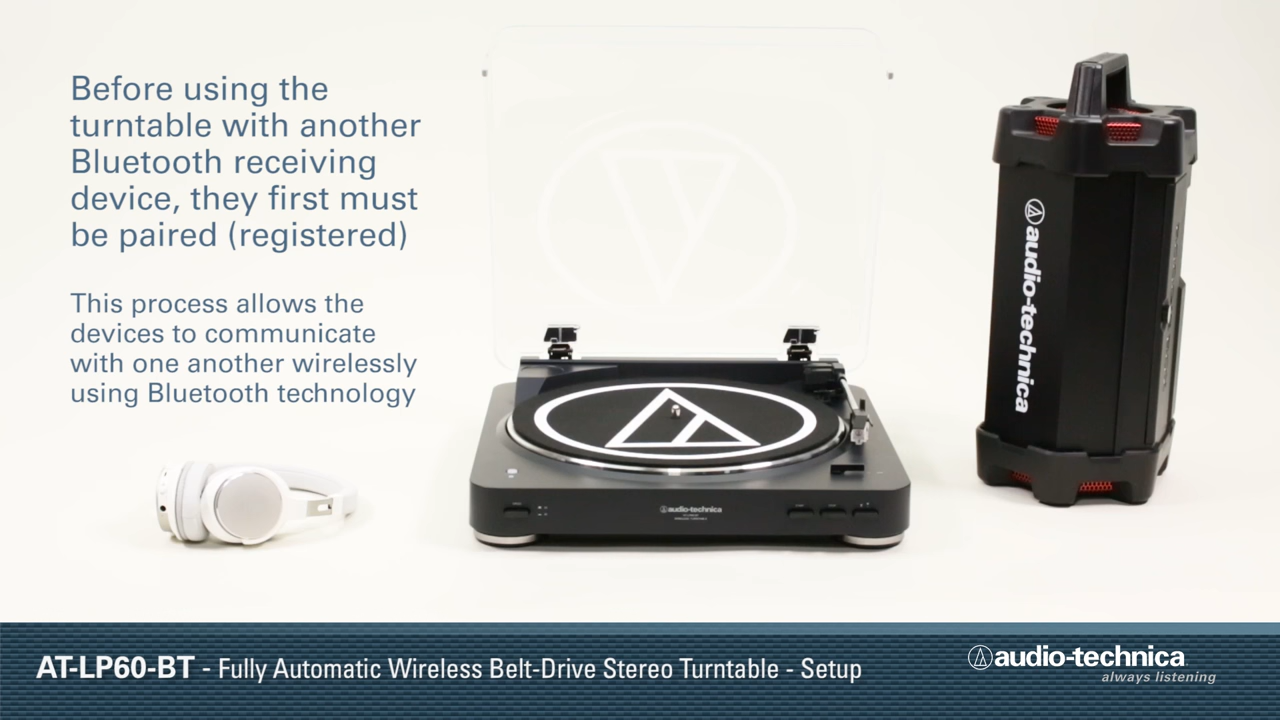 Before using the
turntable with another
Bluetooth receiving
device, they first must
be paired (registered)
This process allows the
devices to communicate
with one another wirelessly
using Bluetooth technology
audio-technica
audio-technica
AT-LP60-BT - Fully Automatic Wireless Belt-Drive Stereo Turntable - Setup
audio-technica
always listening